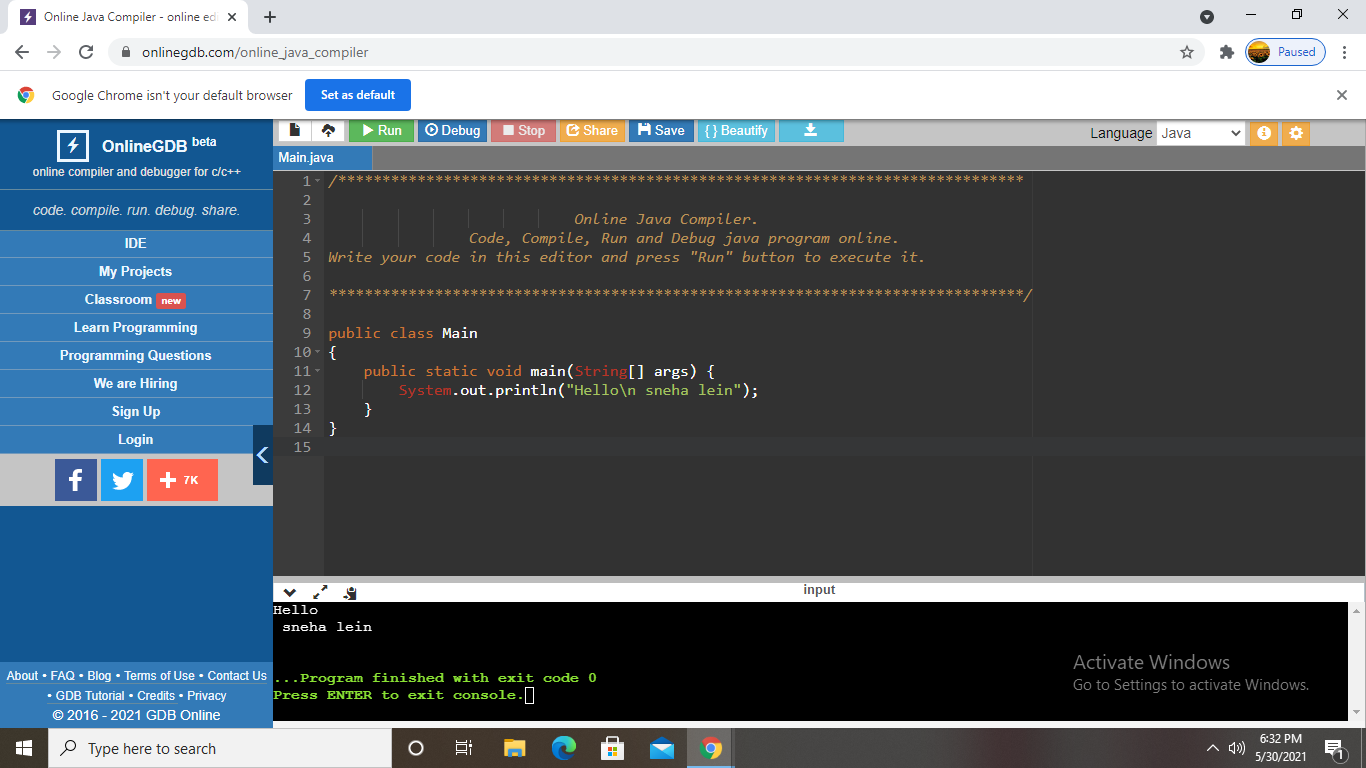 Online Java Compiler - online ed
onlinegdb.com/online_java_compiler
Paused
Google Chrome isn't your default browser
Set as default
OnlineGDB beta
online compiler and debugger for c/c++
code. compile. run. debug. share.
IDE
My Projects
Classroom new
Learn Programming
Programming Questions
We are Hiring
Sign Up
Login
f
+ 7K
About • FAQ • Blog • Terms of Use • Contact Us
• GDB Tutorial • Credits • Privacy
© 2016 - 2021 GDB Online
Run Debug Stop Share Save { } Beautify
Language Java
Main.java
1 /******************************************************************************
2
3 Online Java Compiler.
4 Code, Compile, Run and Debug java program online.
5 Write your code in this editor and press "Run" button to execute it.
6
7 *******************************************************************************/
8
9 public class Main
10 {
11 public static void main(String[] args) {
12 System.out.println("Hello\n sneha lein");
13 }
14 }
15
input
Hello
sneha lein
...Program finished with exit code 0
Press ENTER to exit console.
Activate Windows
Go to Settings to activate Windows.
Type here to search
6:32 PM
5/30/2021
1